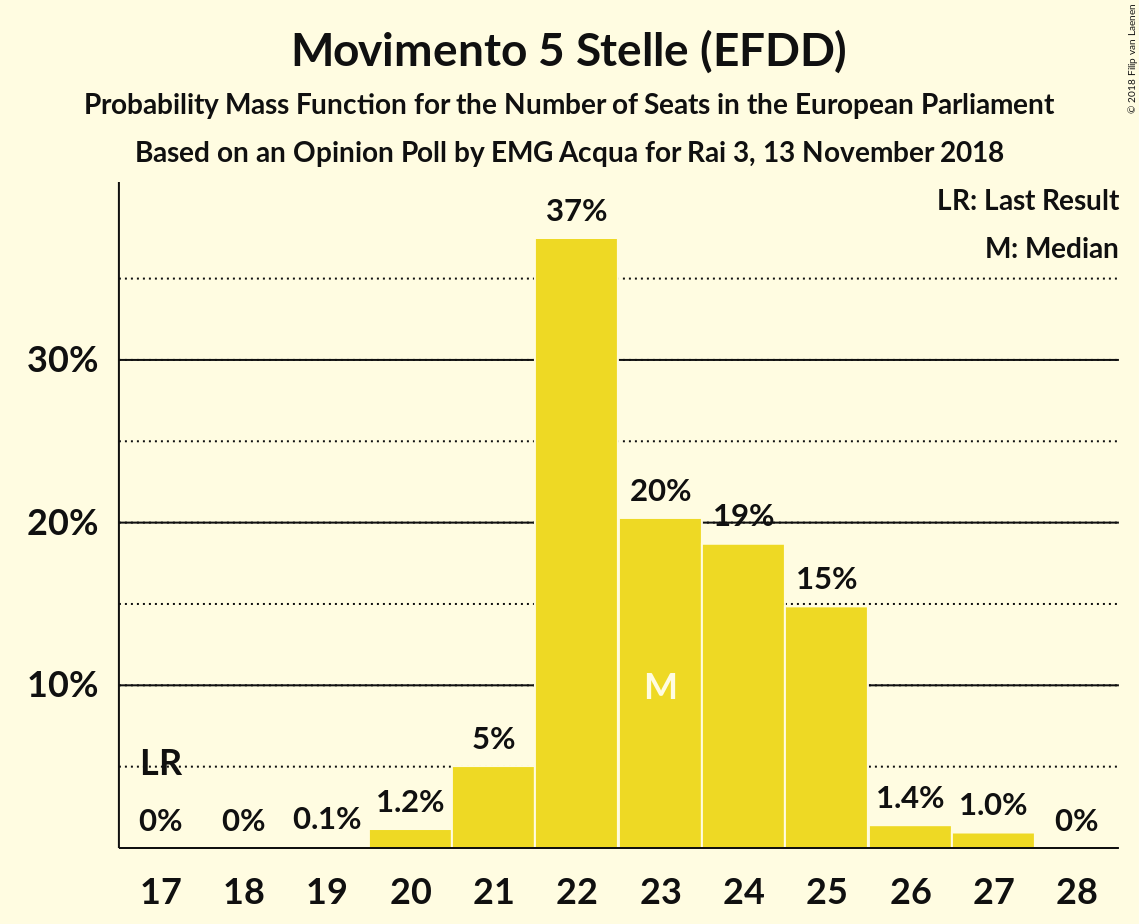 Movimento 5 Stelle (EFDD)
Probability Mass Function for the Number of Seats in the European Parliament
Based on an Opinion Poll by EMG Acqua for Rai 3, 13 November 2018
© 2018 Filip van Laenen
LR: Last Result
M: Median
37%
30%
20%
19%
20%
15%
M
10%
5%
LR
1.2%
1.4%
1.0%
0%
0%
0.1%
0%
17 18 19 20 21 22 23 24 25 26 27 28